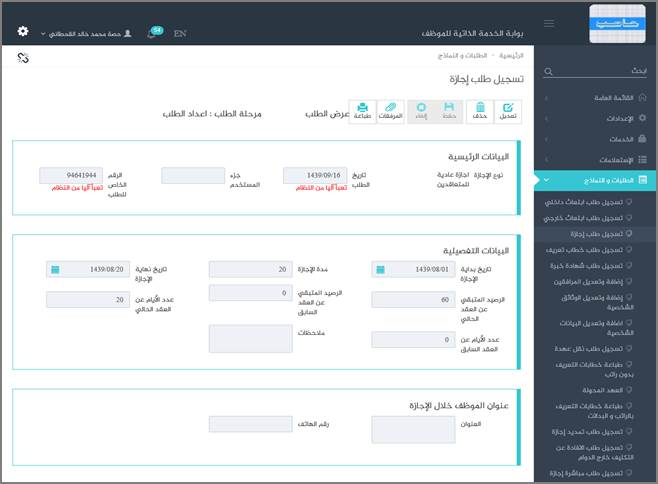 حاسب
بوابة الخدمة الذاتية للموظف
EN
54
حصة محمد خالد القحطاني
ابحث
القائمة العامة
الإعدادات
الخدمات
الإستعلامات
الطلبات و النماذج
تسجيل طلب ابتعاث داخلي
تسجيل طلب ابتعاث خارجي
تسجيل طلب إجازة
تسجيل طلب خطاب تعريف
تسجيل طلب شهادة خبرة
إضافة وتعديل المرافقين
إضافة وتعديل الوثائق
الشخصية
اضافة وتعديل البيانات
الشخصية
تسجيل طلب نقل عهدة
طباعة خطابات التعريف
بدون راتب
العهد المحولة
طباعة خطابات التعريف
بالراتب و البدلات
تسجيل طلب تمديد إجازة
تسجيل طلب الافادة عن
التكليف خارج الدوام
تسجيل طلب مباشرة إجازة
الرئيسية - الطلبات و النماذج
تسجيل طلب إجازة
تعديل
حذف
حفظ
إلغاء
المرفقات
طباعة
عرض الطلب
مرحلة الطلب : اعداد الطلب
البيانات الرئيسية
نوع الإجازة
اجازة عادية
للمتعاقدين
تاريخ
الطلب
1439/09/16
تعبأ آليا من النظام
جزء
المستخدم
الرقم
الخاص
للطلب
94641944
تعبأ آليا من النظام
البيانات التفصيلية
تاريخ بداية
الإجازة
1439/08/01
مدة الإجازة
20
تاريخ نهاية
الإجازة
1439/08/20
الرصيد المتبقي
عن العقد
الحالي
60
الرصيد المتبقي
عن العقد
السابق
0
عدد الأيام عن
العقد الحالي
20
عدد الأيام عن
العقد السابق
0
ملاحظات
عنوان الموظف خلال الإجازة
العنوان
رقم الهاتف